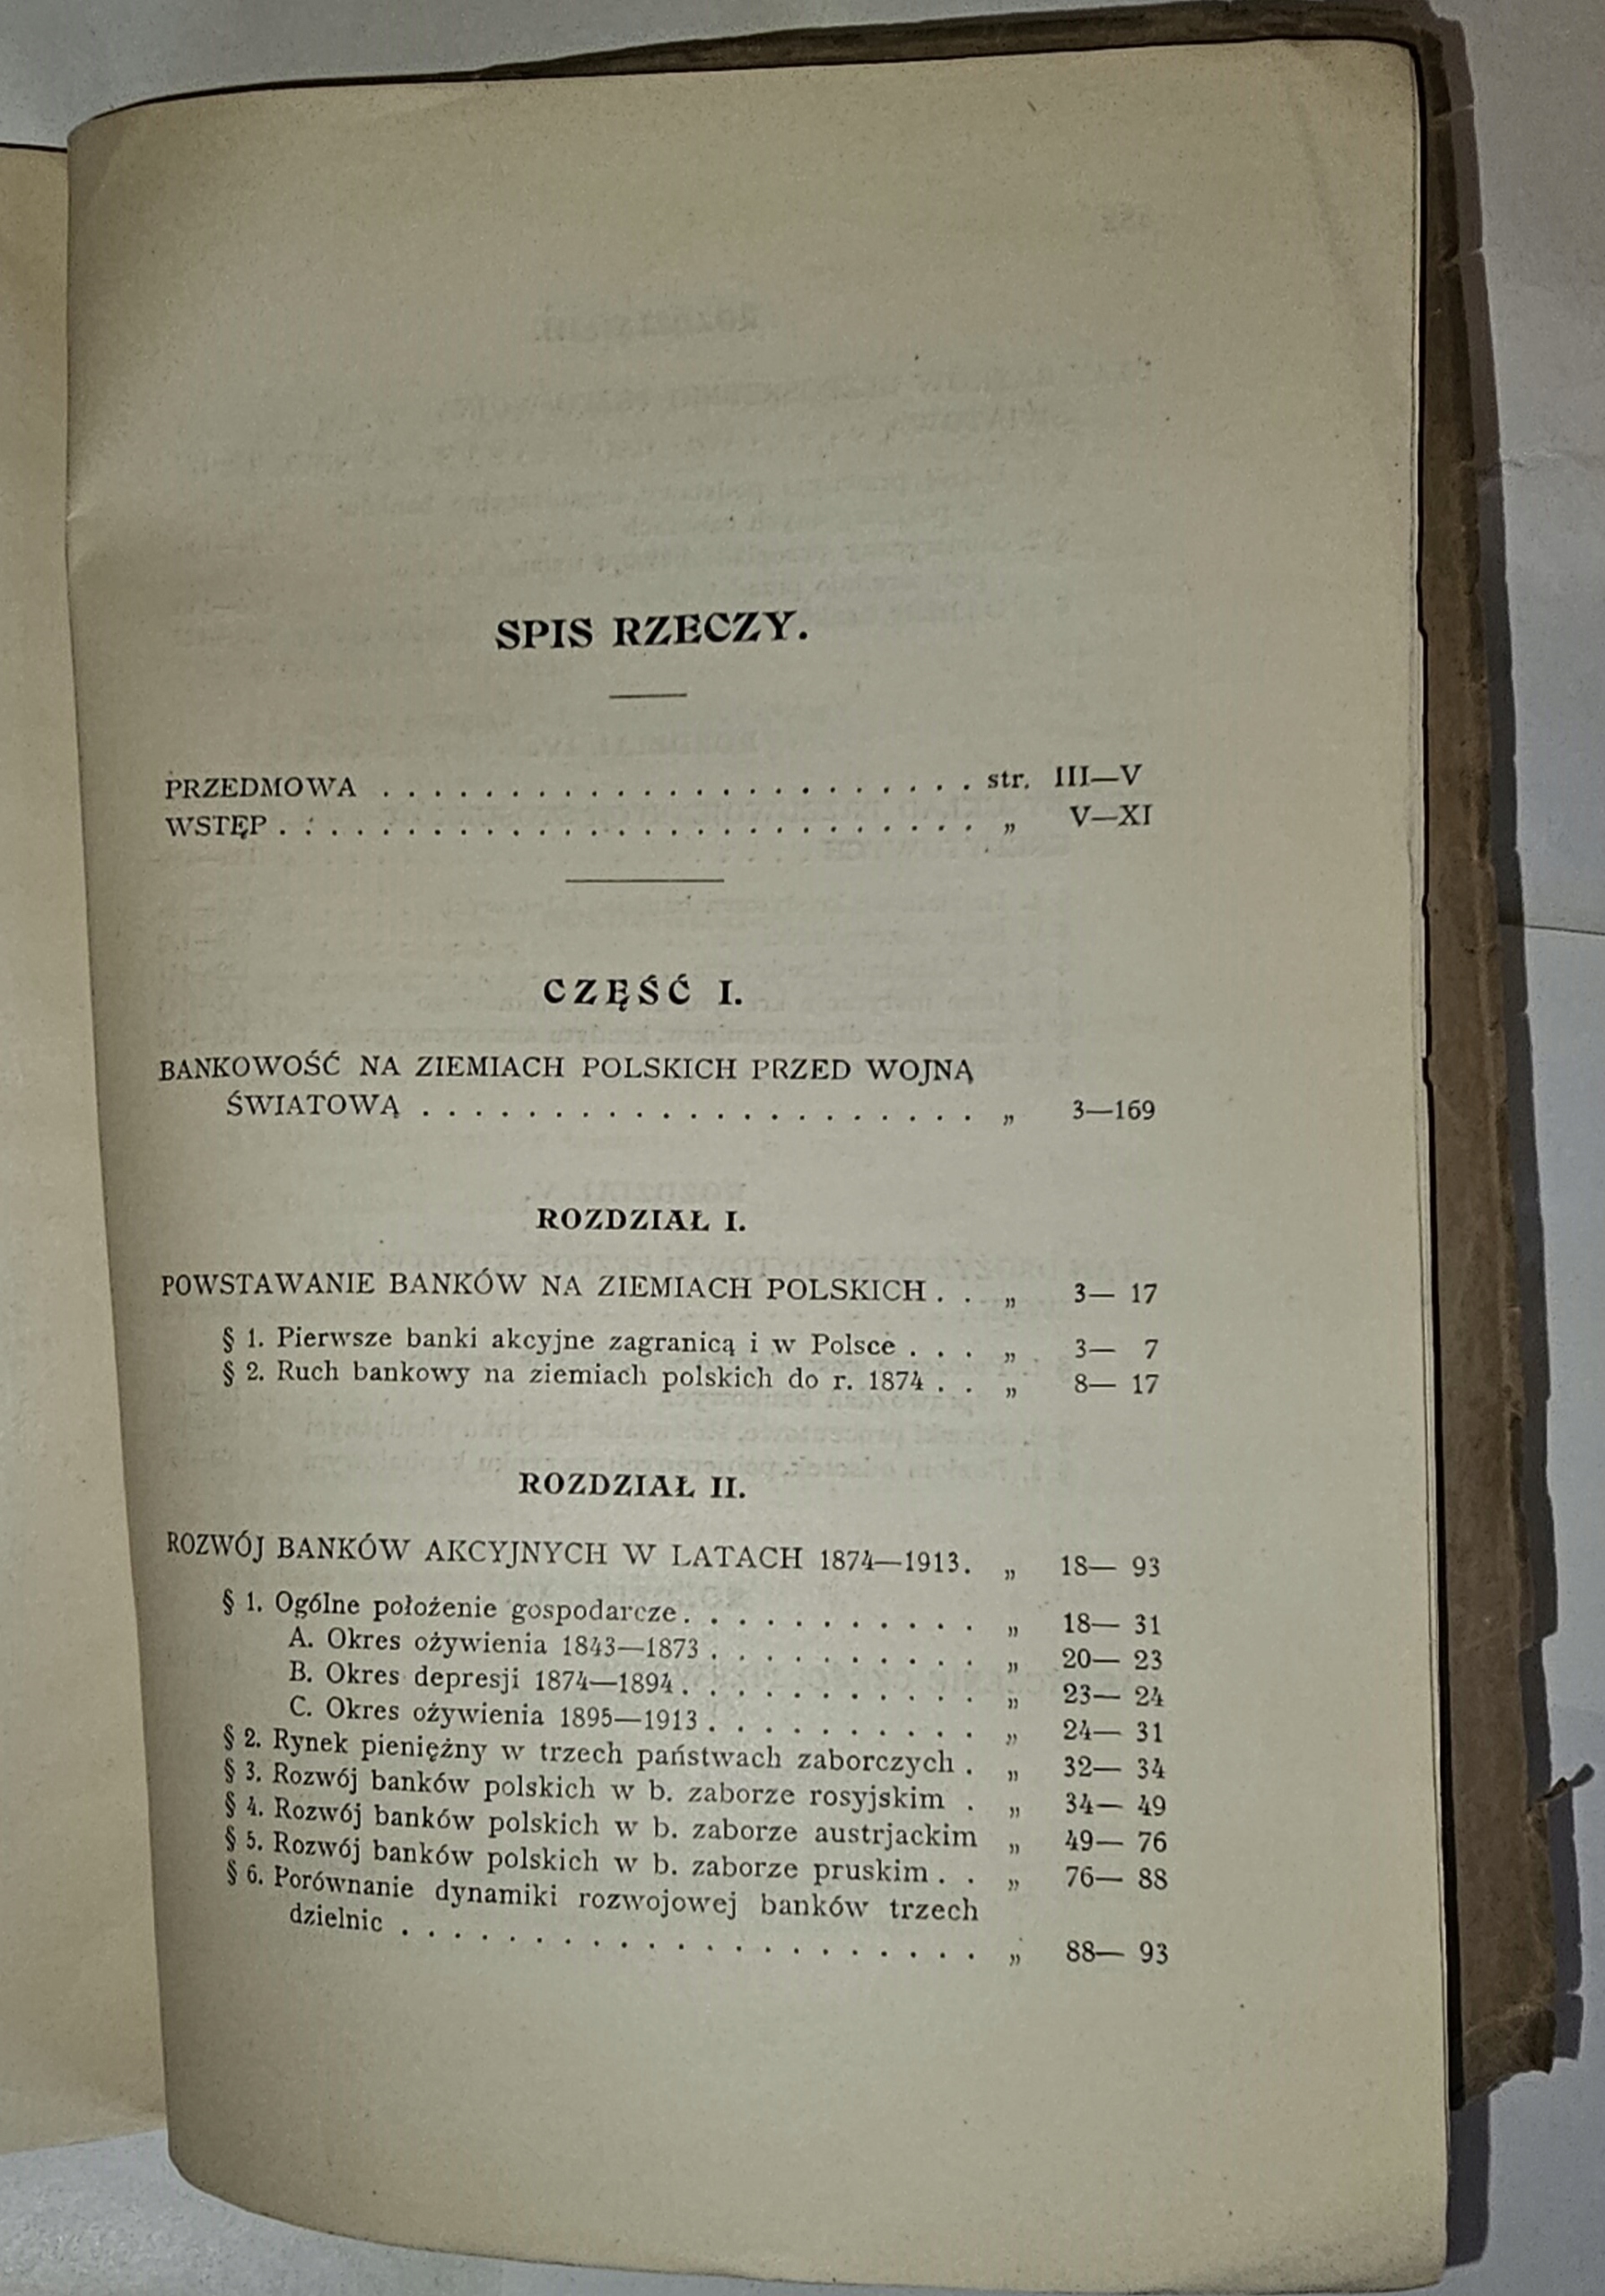 SPIS RZECZY.
PRZEDMOWA . . . . . . . . . . . . . . . . . . . . . . . str. III—V
WSTĘP . . . . . . . . . . . . . . . . . . . . . . . . . . . „ V—XI
CZĘŚĆ I.
BANKOWOŚĆ NA ZIEMIACH POLSKICH PRZED WOJNĄ
ŚWIATOWĄ . . . . . . . . . . . . . . . . . . . . . „ 3—169
ROZDZIAŁ I.
POWSTAWANIE BANKÓW NA ZIEMIACH POLSKICH . . „ 3— 17
§ 1. Pierwsze banki akcyjne zagranicą i w Polsce . . . „ 3— 7
§ 2. Ruch bankowy na ziemiach polskich do r. 1874 . . „ 8— 17
ROZDZIAŁ II.
ROZWÓJ BANKÓW AKCYJNYCH W LATACH 1874—1913. „ 18— 93
§ 1. Ogólne położenie gospodarcze . . . . . . . . . . . „ 18— 31
A. Okres ożywienia 1843—1873 . . . . . . . . . . „ 20— 23
B. Okres depresji 1874—1894 . . . . . . . . . . . „ 23— 24
C. Okres ożywienia 1895—1913 . . . . . . . . . . „ 24— 31
§ 2. Rynek pieniężny w trzech państwach zaborczych . „ 32— 34
§ 3. Rozwój banków polskich w b. zaborze rosyjskim . „ 34— 49
§ 4. Rozwój banków polskich w b. zaborze austrjackim „ 49— 76
§ 5. Rozwój banków polskich w b. zaborze pruskim . . „ 76— 88
§ 6. Porównanie dynamiki rozwojowej banków trzech
dzielnic . . . . . . . . . . . . . . . . . . . . . „ 88— 93